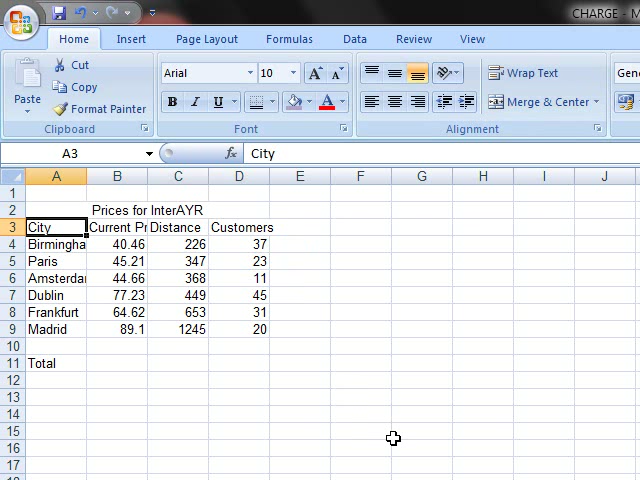 CHARGE - M
Home Insert Page Layout Formulas Data Review View
Cut
Copy
Format Painter
Paste
Clipboard
Arial 10
A A
B I U A
Font
Wrap Text
Merge & Center
Alignment
Gene
A3 fx City
A B C D E F G H I J
1
2 Prices for InterAYR
3 City Current Pr Distance Customers
4 Birmingha 40.46 226 37
5 Paris 45.21 347 23
6 Amsterda 44.66 368 11
7 Dublin 77.23 449 45
8 Frankfurt 64.62 653 31
9 Madrid 89.1 1245 20
10
11 Total
12
13
14
15
16
17